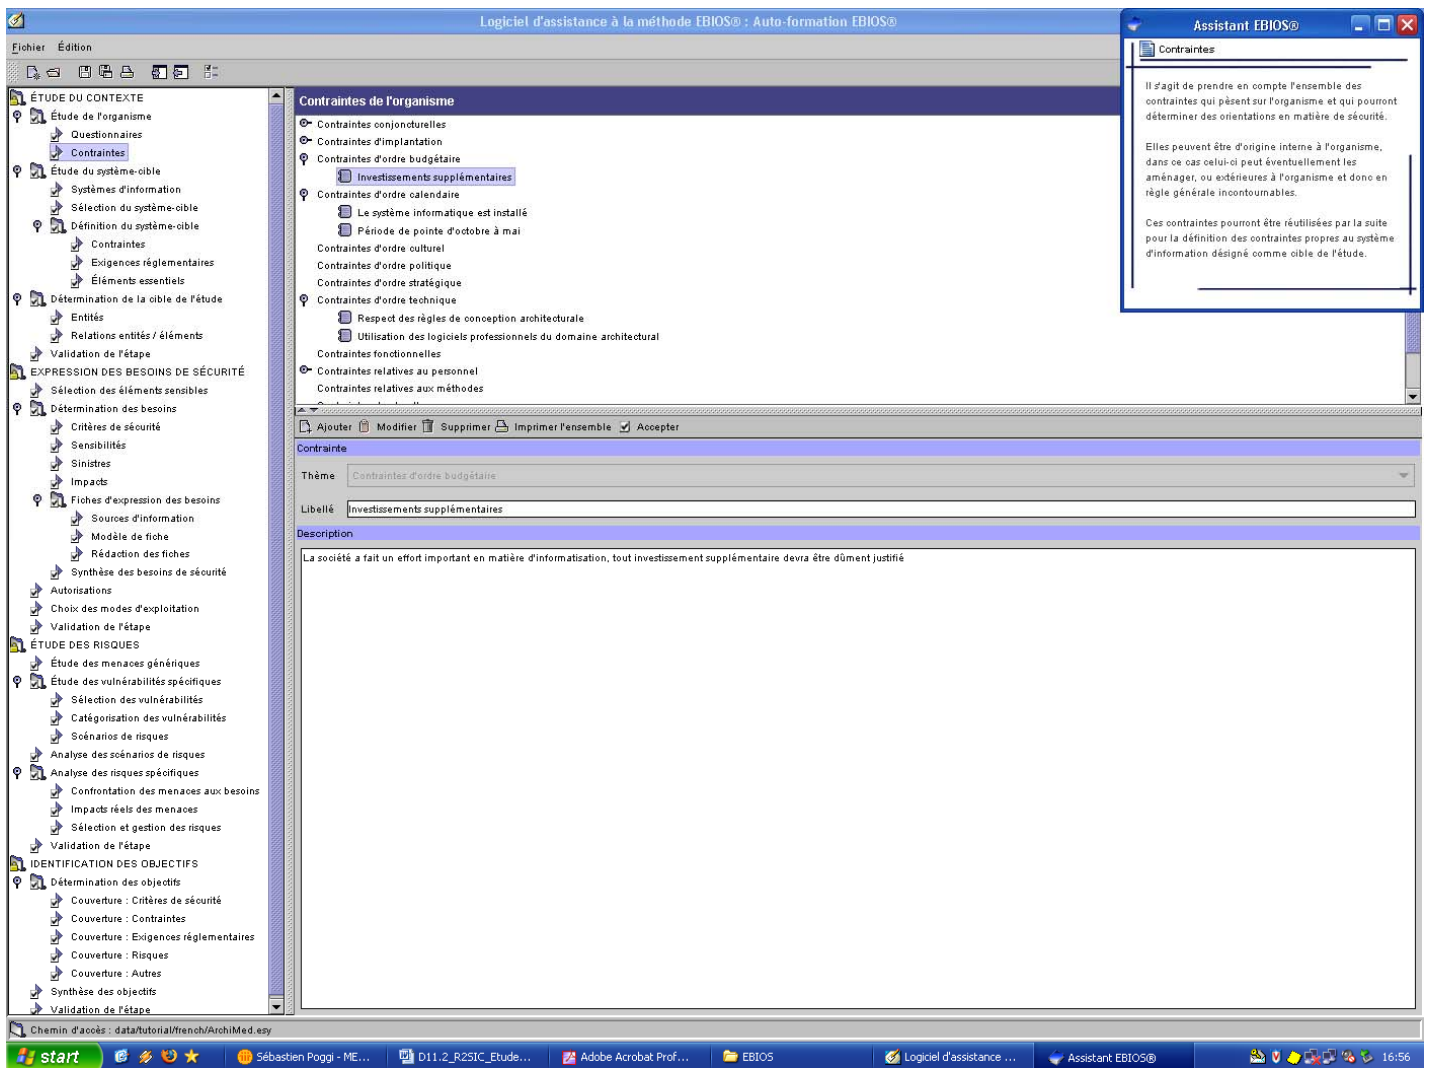 Logiciel d'assistance à la méthode EBIOS® : Auto-formation EBIOS®
Fichier Édition
ÉTUDE DU CONTEXTE
Étude de l'organisme
Questionnaires
Contraintes
Étude du système-cible
Systèmes d'information
Sélection du système-cible
Définition du système-cible
Contraintes
Exigences réglementaires
Éléments essentiels
Détermination de la cible de l'étude
Entités
Relations entités / éléments
Validation de l'étape
EXPRESSION DES BESOINS DE SÉCURITÉ
Sélection des éléments sensibles
Détermination des besoins
Critères de sécurité
Sensibilités
Sinistres
Impacts
Fiches d'expression des besoins
Sources d'information
Modèle de fiche
Rédaction des fiches
Synthèse des besoins de sécurité
Autorisations
Choix des modes d'exploitation
Validation de l'étape
ÉTUDE DES RISQUES
Étude des menaces génériques
Étude des vulnérabilités spécifiques
Sélection des vulnérabilités
Catégorisation des vulnérabilités
Scénarios de risques
Analyse des scénarios de risques
Analyse des risques spécifiques
Confrontation des menaces aux besoins
Impacts réels des menaces
Sélection et gestion des risques
Validation de l'étape
IDENTIFICATION DES OBJECTIFS
Détermination des objectifs
Couverture : Critères de sécurité
Couverture : Contraintes
Couverture : Exigences réglementaires
Couverture : Risques
Couverture : Autres
Synthèse des objectifs
Validation de l'étape
Contraintes de l'organisme
Contraintes conjoncturelles
Contraintes d'implantation
Contraintes d'ordre budgétaire
Investissements supplémentaires
Contraintes d'ordre calendaire
Le système informatique est installé
Période de pointe d'octobre à mai
Contraintes d'ordre culturel
Contraintes d'ordre politique
Contraintes d'ordre stratégique
Contraintes d'ordre technique
Respect des règles de conception architecturale
Utilisation des logiciels professionnels du domaine architectural
Contraintes fonctionnelles
Contraintes relatives au personnel
Contraintes relatives aux méthodes
Ajouter Modifier Supprimer Imprimer l'ensemble Accepter
Contrainte
Thème Contraintes d'ordre budgétaire
Libellé Investissements supplémentaires
Description
La société a fait un effort important en matière d'informatisation, tout investissement supplémentaire devra être dûment justifié
Assistant EBIOS®
Contraintes
Il s'agit de prendre en compte l'ensemble des
contraintes qui pèsent sur l'organisme et qui pourront
déterminer des orientations en matière de sécurité.
Elles peuvent être d'origine interne à l'organisme,
dans ce cas celui-ci peut éventuellement les
aménager, ou extérieures à l'organisme et donc en
règle générale incontournables.
Ces contraintes pourront être réutilisées par la suite
pour la définition des contraintes propres au système
d'information désigné comme cible de l'étude.
Chemin d'accès : data/tutorial/french/ArchiMed.esy
start Sébastien Poggi - ME... D11.2_R2SIC_Etude... Adobe Acrobat Prof... EBIOS Logiciel d'assistance ... Assistant EBIOS® 16:56